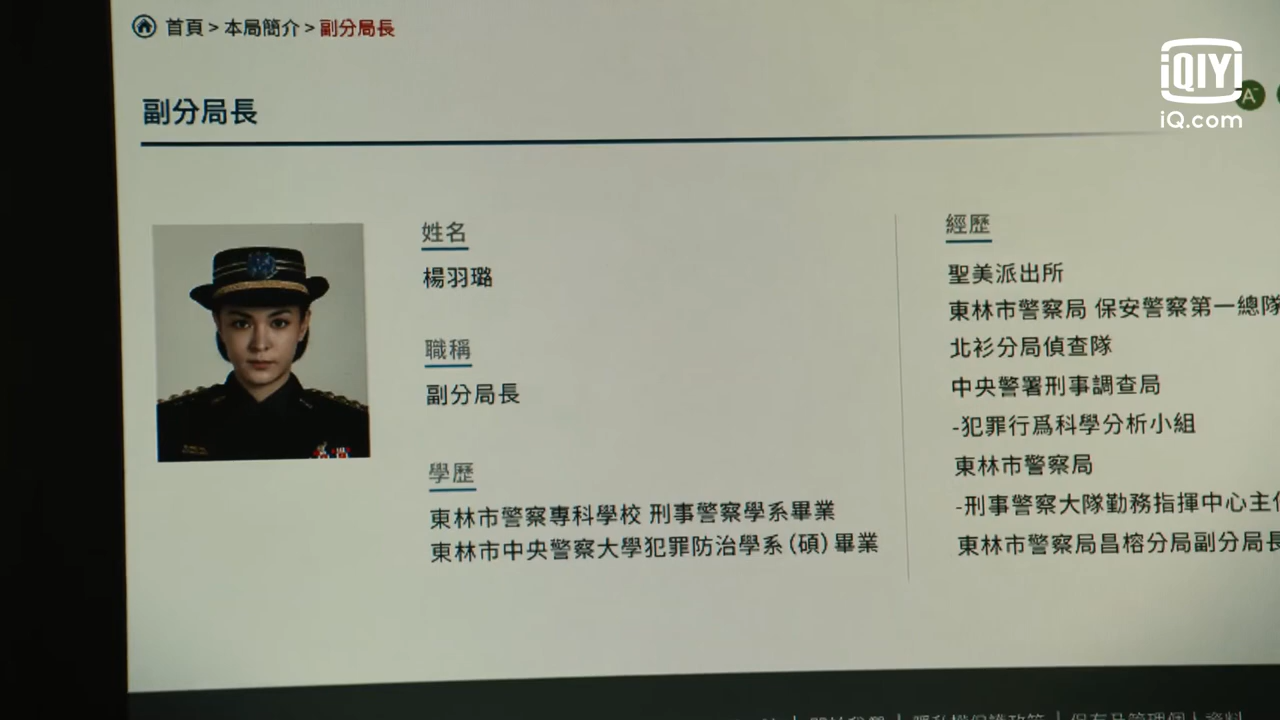 首頁 > 本局簡介 > 副分局長
副分局長
A-
姓名
楊羽璐
職稱
副分局長
學歷
東林市警察專科學校 刑事警察學系畢業
東林市中央警察大學犯罪防治學系(碩)畢業
經歷
聖美派出所
東林市警察局 保安警察第一總隊
北衫分局偵查隊
中央警署刑事調查局
-犯罪行爲科學分析小組
東林市警察局
-刑事警察大隊勤務指揮中心主任
東林市警察局昌榕分局副分局長
iQIYI
iQ.com